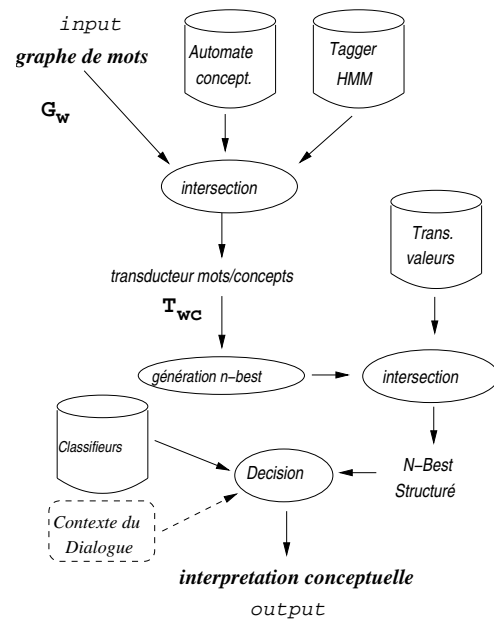 input
graphe de mots
Automate
concept.
Tagger
HMM
G_w
intersection
Trans.
valeurs
transducteur mots/concepts
T_wc
génération n-best
intersection
Classifieurs
Decision
N-Best
Structuré
Contexte du
Dialogue
interpretation conceptuelle
output